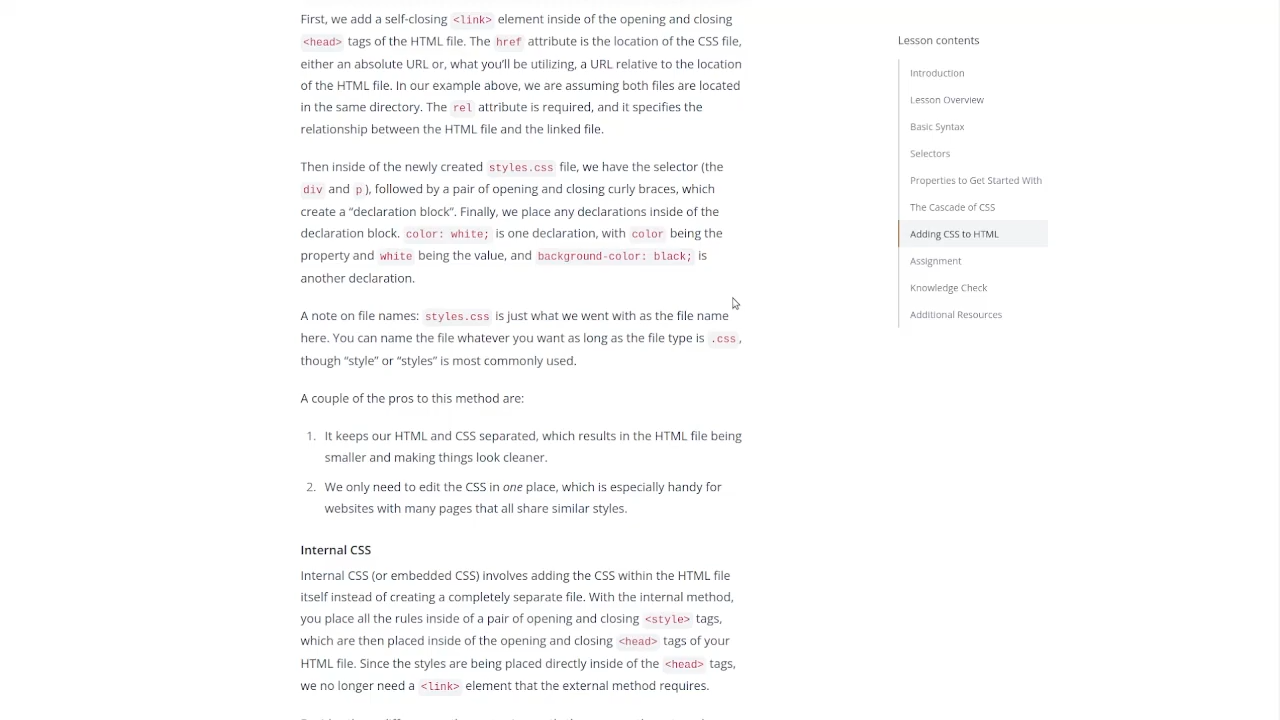 First, we add a self-closing <link> element inside of the opening and closing
<head> tags of the HTML file. The href attribute is the location of the CSS file,
either an absolute URL or, what you'll be utilizing, a URL relative to the location
of the HTML file. In our example above, we are assuming both files are located
in the same directory. The rel attribute is required, and it specifies the
relationship between the HTML file and the linked file.
Then inside of the newly created styles.css file, we have the selector (the
div and p), followed by a pair of opening and closing curly braces, which
create a “declaration block”. Finally, we place any declarations inside of the
declaration block. color: white; is one declaration, with color being the
property and white being the value, and background-color: black; is
another declaration.
A note on file names: styles.css is just what we went with as the file name
here. You can name the file whatever you want as long as the file type is .css,
though “style” or “styles” is most commonly used.
A couple of the pros to this method are:
1. It keeps our HTML and CSS separated, which results in the HTML file being
smaller and making things look cleaner.
2. We only need to edit the CSS in one place, which is especially handy for
websites with many pages that all share similar styles.
Internal CSS
Internal CSS (or embedded CSS) involves adding the CSS within the HTML file
itself instead of creating a completely separate file. With the internal method,
you place all the rules inside of a pair of opening and closing <style> tags,
which are then placed inside of the opening and closing <head> tags of your
HTML file. Since the styles are being placed directly inside of the <head> tags,
we no longer need a <link> element that the external method requires.
Lesson contents
Introduction
Lesson Overview
Basic Syntax
Selectors
Properties to Get Started With
The Cascade of CSS
Adding CSS to HTML
Assignment
Knowledge Check
Additional Resources